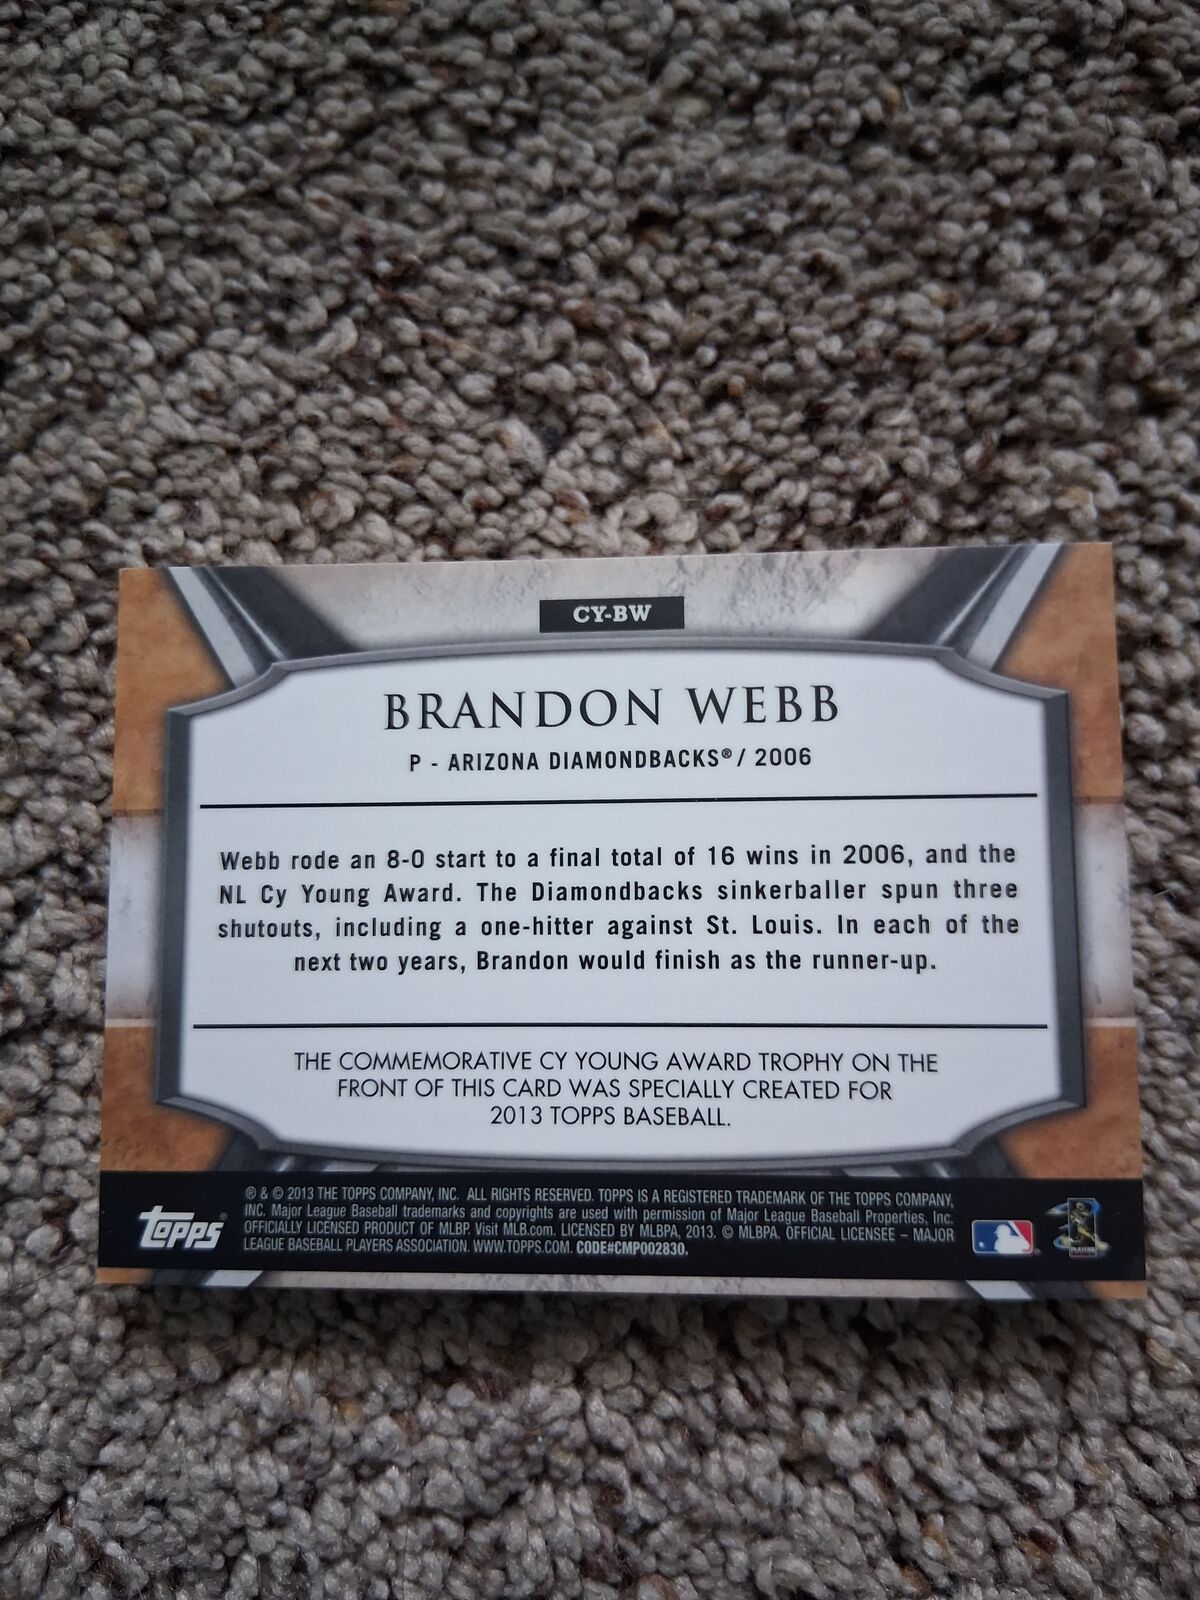 CY-BW
BRANDON WEBB
P - ARIZONA DIAMONDBACKS® / 2006
Webb rode an 8-0 start to a final total of 16 wins in 2006, and the
NL Cy Young Award. The Diamondbacks sinkerballer spun three
shutouts, including a one-hitter against St. Louis. In each of the
next two years, Brandon would finish as the runner-up.
THE COMMEMORATIVE CY YOUNG AWARD TROPHY ON THE
FRONT OF THIS CARD WAS SPECIALLY CREATED FOR
2013 TOPPS BASEBALL.
topps
® & © 2013 THE TOPPS COMPANY, INC. ALL RIGHTS RESERVED. TOPPS IS A REGISTERED TRADEMARK OF THE TOPPS COMPANY,
INC. Major League Baseball trademarks and copyrights are used with permission of Major League Baseball Properties, Inc.
OFFICIALLY LICENSED PRODUCT OF MLBP. Visit MLB.com. LICENSED BY MLBPA, 2013. © MLBPA. OFFICIAL LICENSEE – MAJOR
LEAGUE BASEBALL PLAYERS ASSOCIATION. WWW.TOPPS.COM. CODE#CMP002830.